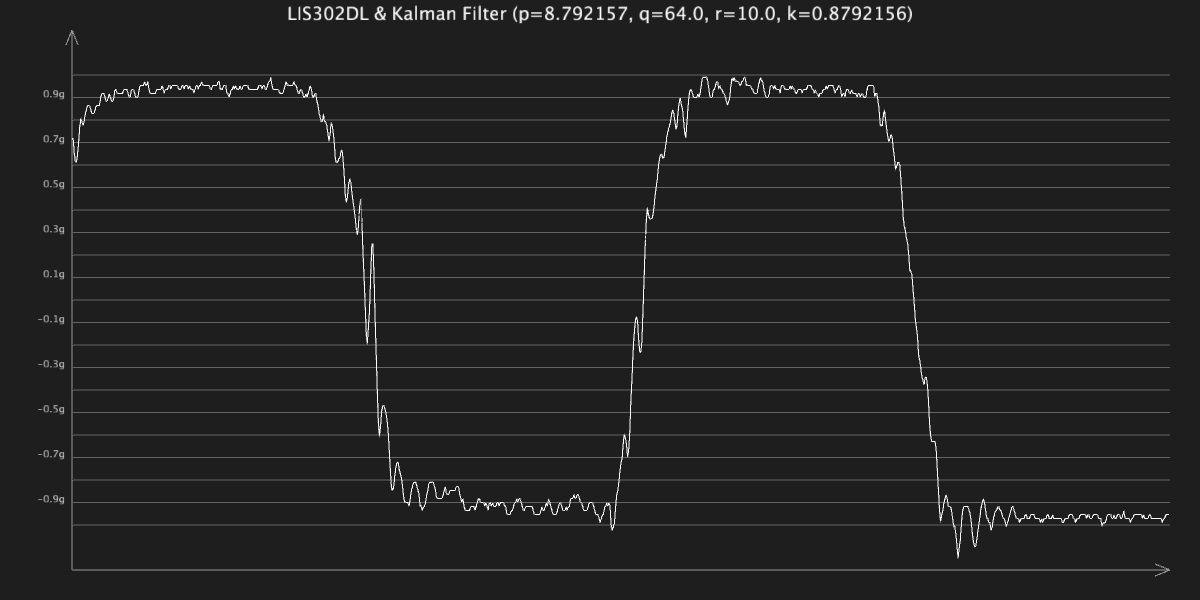 LIS302DL & Kalman Filter (p=8.792157, q=64.0, r=10.0, k=0.8792156)
0.9g
0.7g
0.5g
0.3g
0.1g
-0.1g
-0.3g
-0.5g
-0.7g
-0.9g